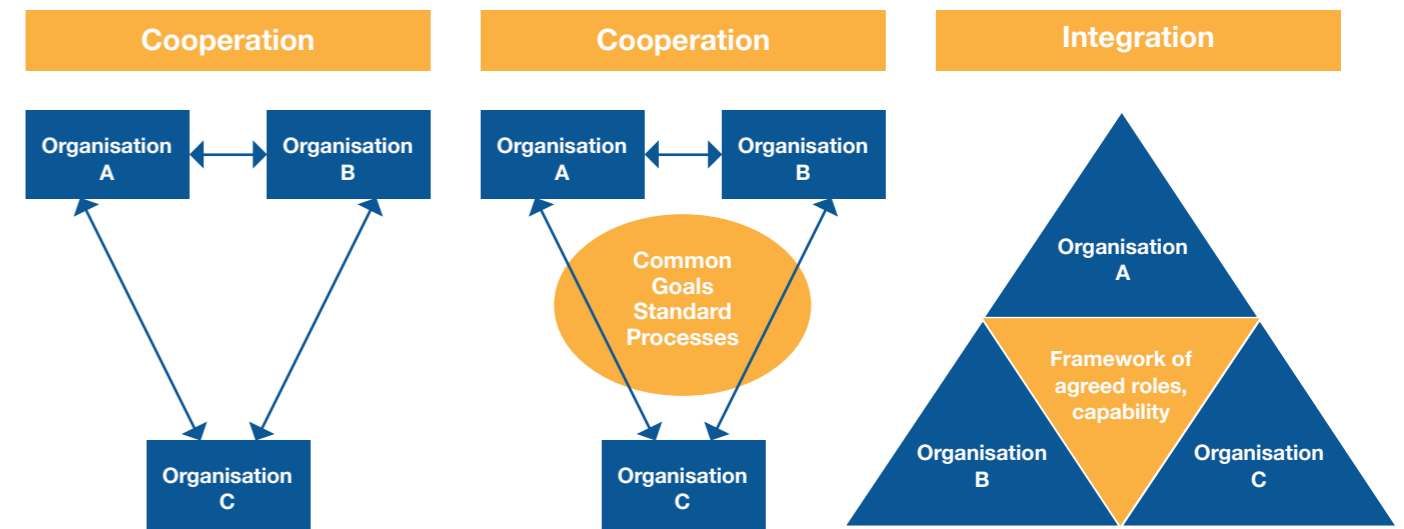 Cooperation
Organisation
A
Organisation
B
Organisation
C
Cooperation
Organisation
A
Organisation
B
Common
Goals
Standard
Processes
Organisation
C
Integration
Organisation
A
Framework of
agreed roles,
capability
Organisation
B
Organisation
C